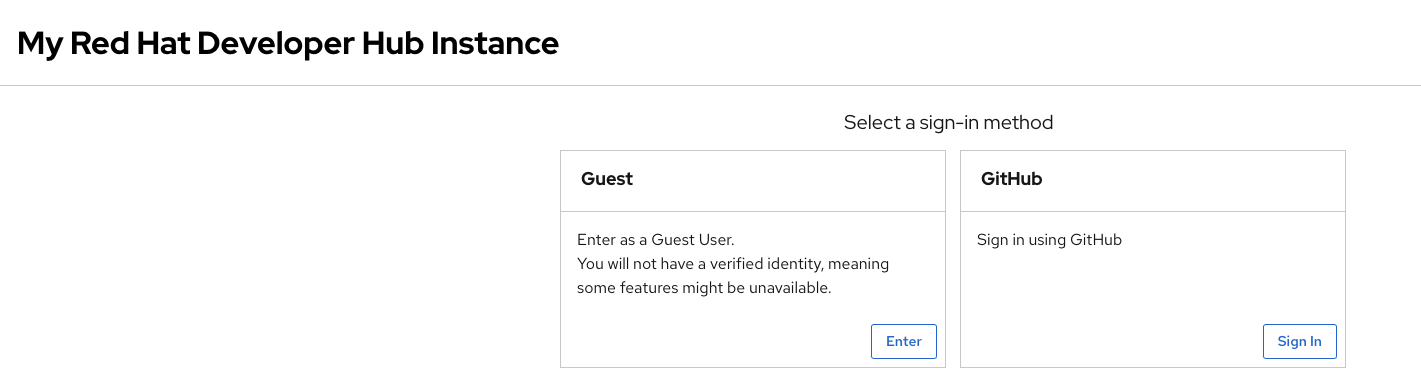 My Red Hat Developer Hub Instance
Select a sign-in method
Guest
Enter as a Guest User.
You will not have a verified identity, meaning
some features might be unavailable.
Enter
GitHub
Sign in using GitHub
Sign In